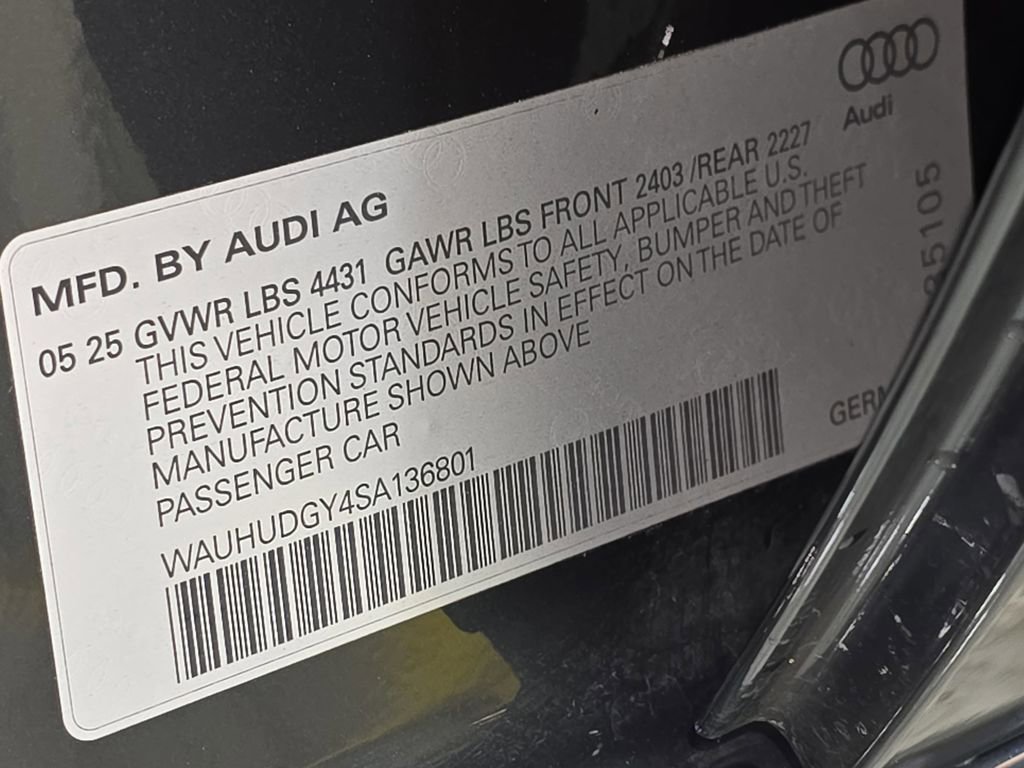 Audi
MFD. BY AUDI AG
05 25 GVWR LBS 4431 GAWR LBS FRONT 2403 /REAR 2227
THIS VEHICLE CONFORMS TO ALL APPLICABLE U.S.
FEDERAL MOTOR VEHICLE SAFETY, BUMPER AND THEFT
PREVENTION STANDARDS IN EFFECT ON THE DATE OF
MANUFACTURE SHOWN ABOVE
PASSENGER CAR
WAUHUDGY4SA136801